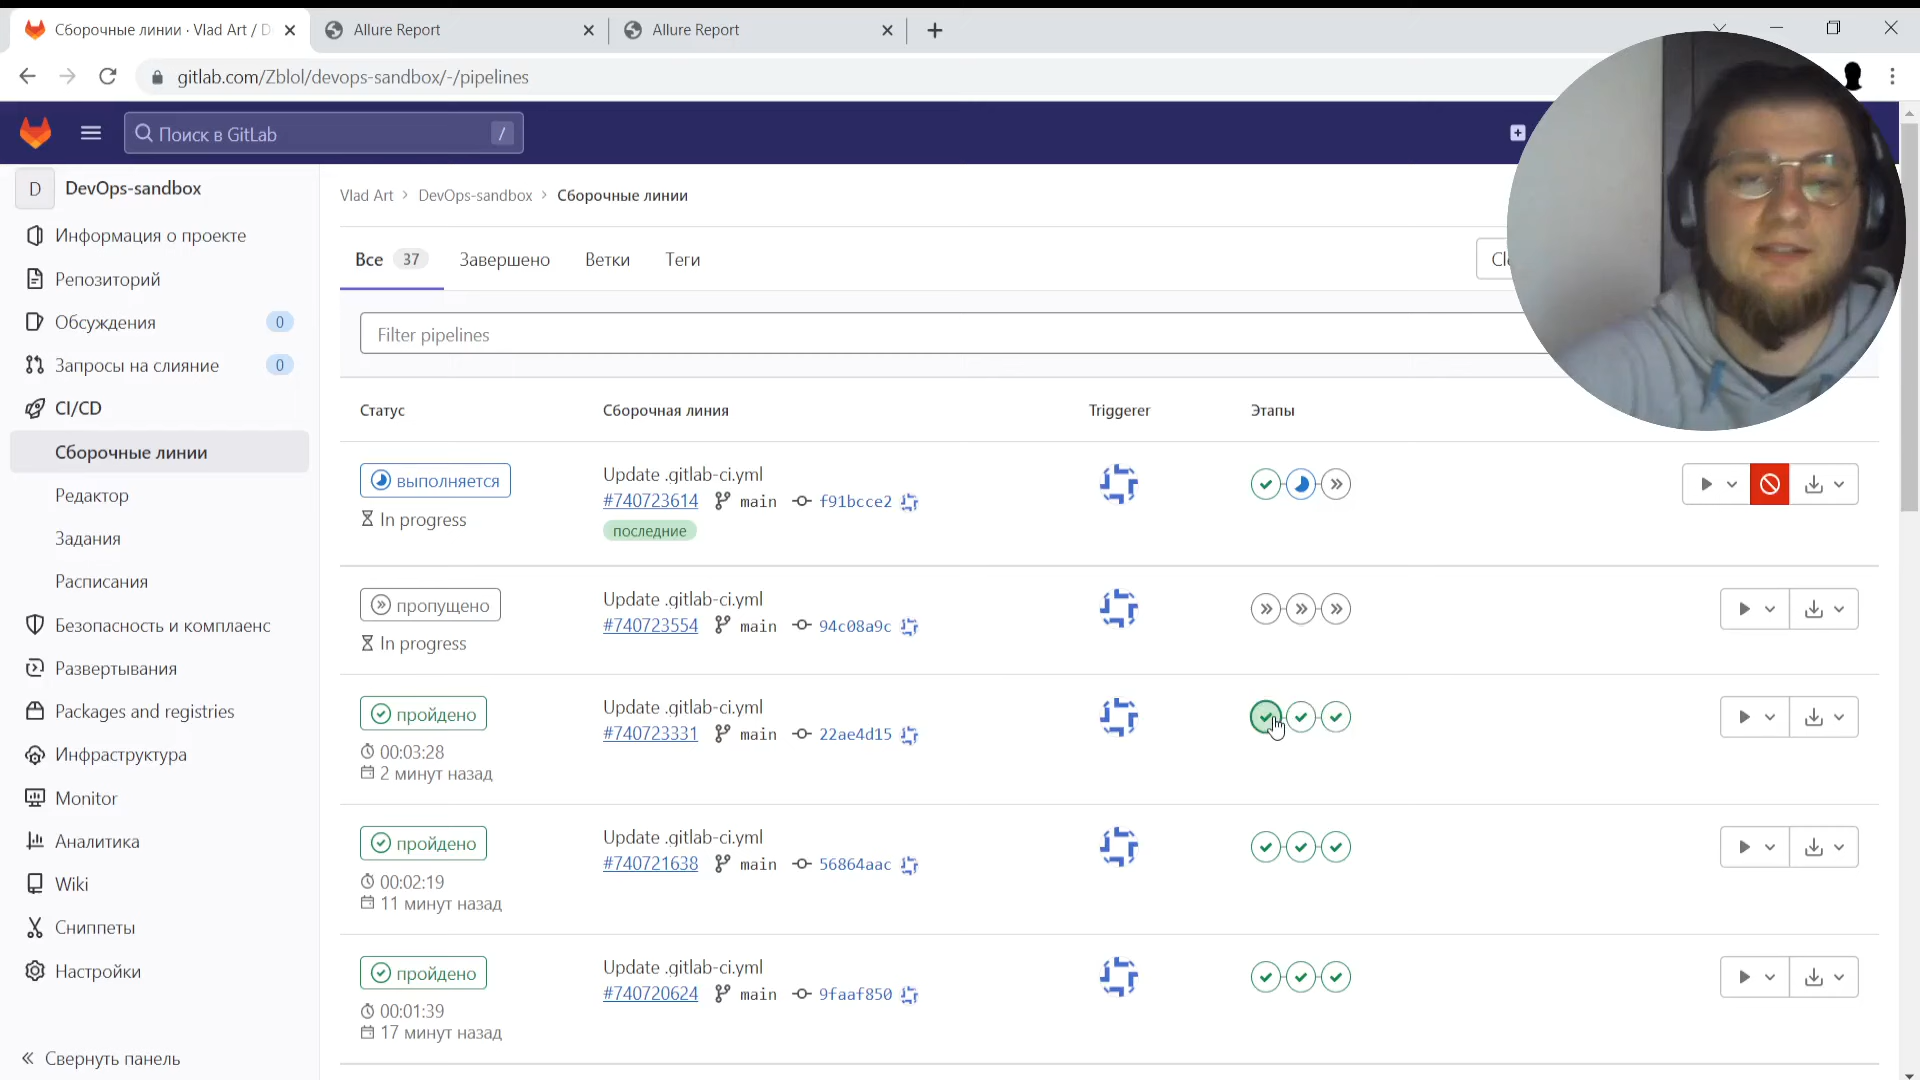 Сборочные линии · Vlad Art / D
Allure Report
Allure Report
gitlab.com/Zblol/devops-sandbox/-/pipelines
Поиск в GitLab
/
D DevOps-sandbox
Информация о проекте
Репозиторий
Обсуждения 0
Запросы на слияние 0
CI/CD
Сборочные линии
Редактор
Задания
Расписания
Безопасность и комплаенс
Развертывания
Packages and registries
Инфраструктура
Monitor
Аналитика
Wiki
Сниппеты
Настройки
Свернуть панель
Vlad Art > DevOps-sandbox > Сборочные линии
Все 37 Завершено Ветки Теги
Filter pipelines
Статус Сборочная линия Triggerer Этапы
выполняется
In progress
Update .gitlab-ci.yml
#740723614 main f91bcce2
последние
пропущено
In progress
Update .gitlab-ci.yml
#740723554 main 94c08a9c
пройдено
00:03:28
2 минут назад
Update .gitlab-ci.yml
#740723331 main 22ae4d15
пройдено
00:02:19
11 минут назад
Update .gitlab-ci.yml
#740721638 main 56864aac
пройдено
00:01:39
17 минут назад
Update .gitlab-ci.yml
#740720624 main 9faaf850